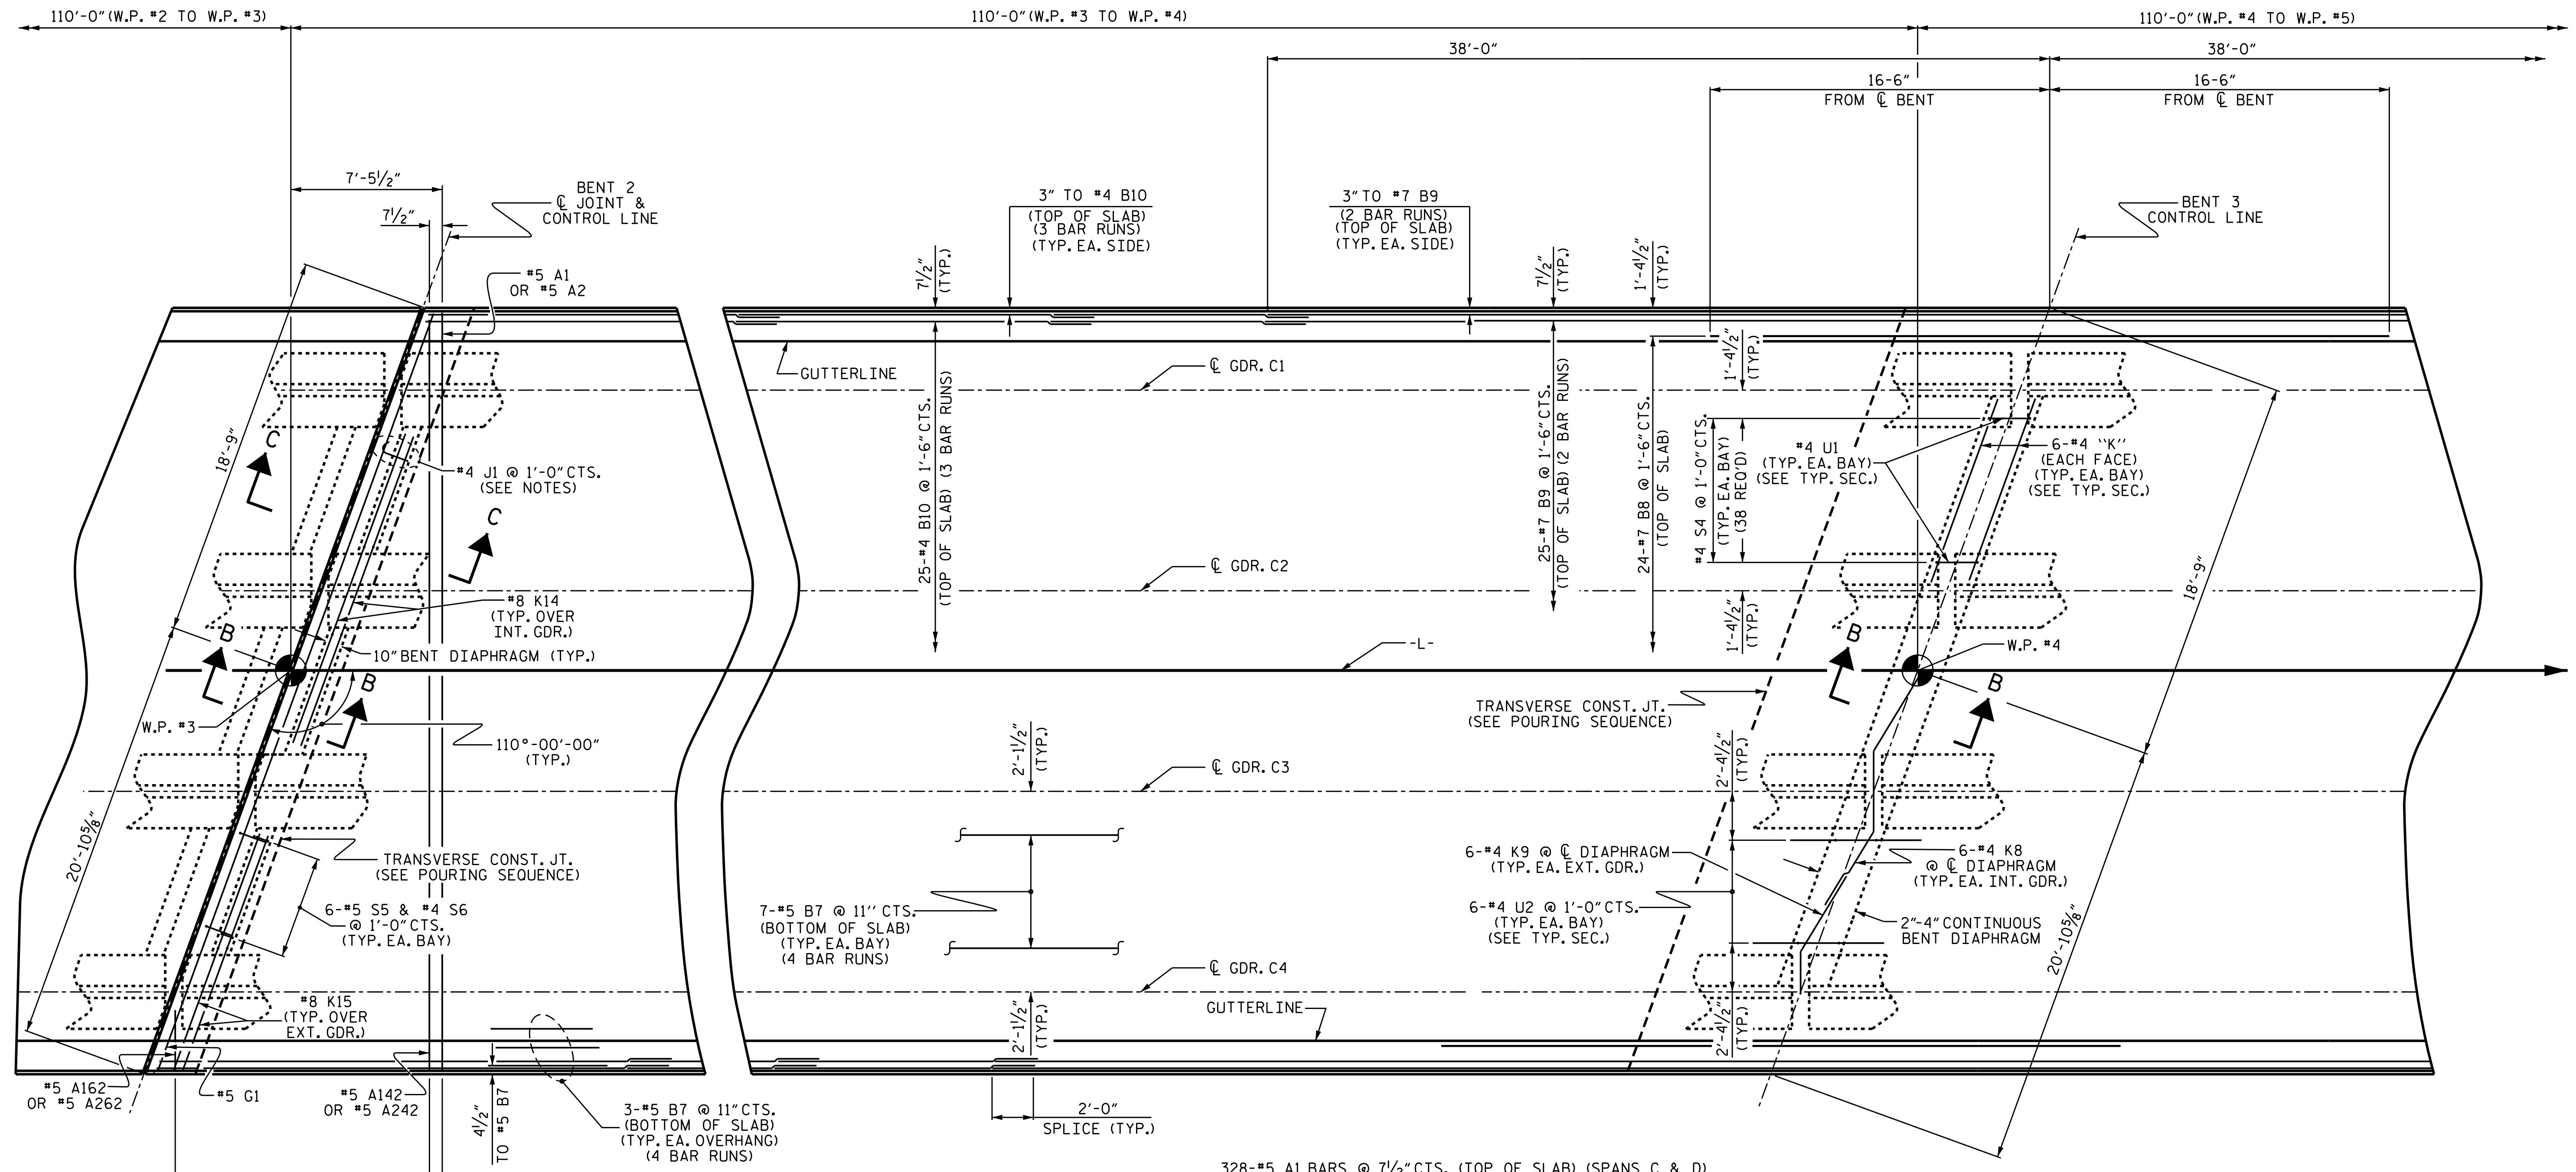 110'-0" (W.P. #2 TO W.P. #3)
110'-0" (W.P. #3 TO W.P. #4)
110'-0" (W.P. #4 TO W.P. #5)
38'-0"
38'-0"
16-6"
FROM ℄ BENT
16-6"
FROM ℄ BENT
7'-5½"
7½"
BENT 2
℄ JOINT &
CONTROL LINE
3" TO #4 B10
(TOP OF SLAB)
(3 BAR RUNS)
(TYP. EA. SIDE)
3" TO #7 B9
(2 BAR RUNS)
(TOP OF SLAB)
(TYP. EA. SIDE)
BENT 3
CONTROL LINE
#5 A1
OR #5 A2
7½"
(TYP.)
7½"
(TYP.)
1'-4½"
(TYP.)
GUTTERLINE
℄ GDR. C1
1'-4½"
(TYP.)
18'-9"
C
#4 J1 @ 1'-0" CTS.
(SEE NOTES)
C
25-#4 B10 @ 1'-6" CTS.
(TOP OF SLAB) (3 BAR RUNS)
25-#7 B9 @ 1'-6" CTS.
(TOP OF SLAB) (2 BAR RUNS)
24-#7 B8 @ 1'-6" CTS.
(TOP OF SLAB)
#4 S4 @ 1'-0" CTS.
(TYP. EA. BAY)
(38 REQ'D)
#4 U1
(TYP. EA. BAY)
(SEE TYP. SEC.)
6-#4 "K"
(EACH FACE)
(TYP. EA. BAY)
(SEE TYP. SEC.)
℄ GDR. C2
#8 K14
(TYP. OVER
INT. GDR.)
10" BENT DIAPHRAGM (TYP.)
1'-4½"
(TYP.)
18'-9"
B
B
-L-
B
W.P. #4
B
W.P. #3
110°-00'-00"
(TYP.)
TRANSVERSE CONST. JT.
(SEE POURING SEQUENCE)
2'-1½"
(TYP.)
℄ GDR. C3
2'-4½"
(TYP.)
20'-10⅝"
TRANSVERSE CONST. JT.
(SEE POURING SEQUENCE)
6-#5 S5 & #4 S6
@ 1'-0" CTS.
(TYP. EA. BAY)
7-#5 B7 @ 11" CTS.
(BOTTOM OF SLAB)
(TYP. EA. BAY)
(4 BAR RUNS)
6-#4 K9 @ ℄ DIAPHRAGM
(TYP. EA. EXT. GDR.)
6-#4 U2 @ 1'-0" CTS.
(TYP. EA. BAY)
(SEE TYP. SEC.)
6-#4 K8
@ ℄ DIAPHRAGM
(TYP. EA. INT. GDR.)
2"-4" CONTINUOUS
BENT DIAPHRAGM
20'-10⅝"
#8 K15
(TYP. OVER
EXT. GDR.)
℄ GDR. C4
GUTTERLINE
2'-1½"
(TYP.)
2'-4½"
(TYP.)
#5 A162
OR #5 A262
#5 G1
#5 A142
OR #5 A242
4½"
TO #5 B7
3-#5 B7 @ 11" CTS.
(BOTTOM OF SLAB)
(TYP. EA. OVERHANG)
(4 BAR RUNS)
2'-0"
SPLICE (TYP.)
328-#5 A1 BARS @ 7½" CTS. (TOP OF SLAB) (SPANS C & D)